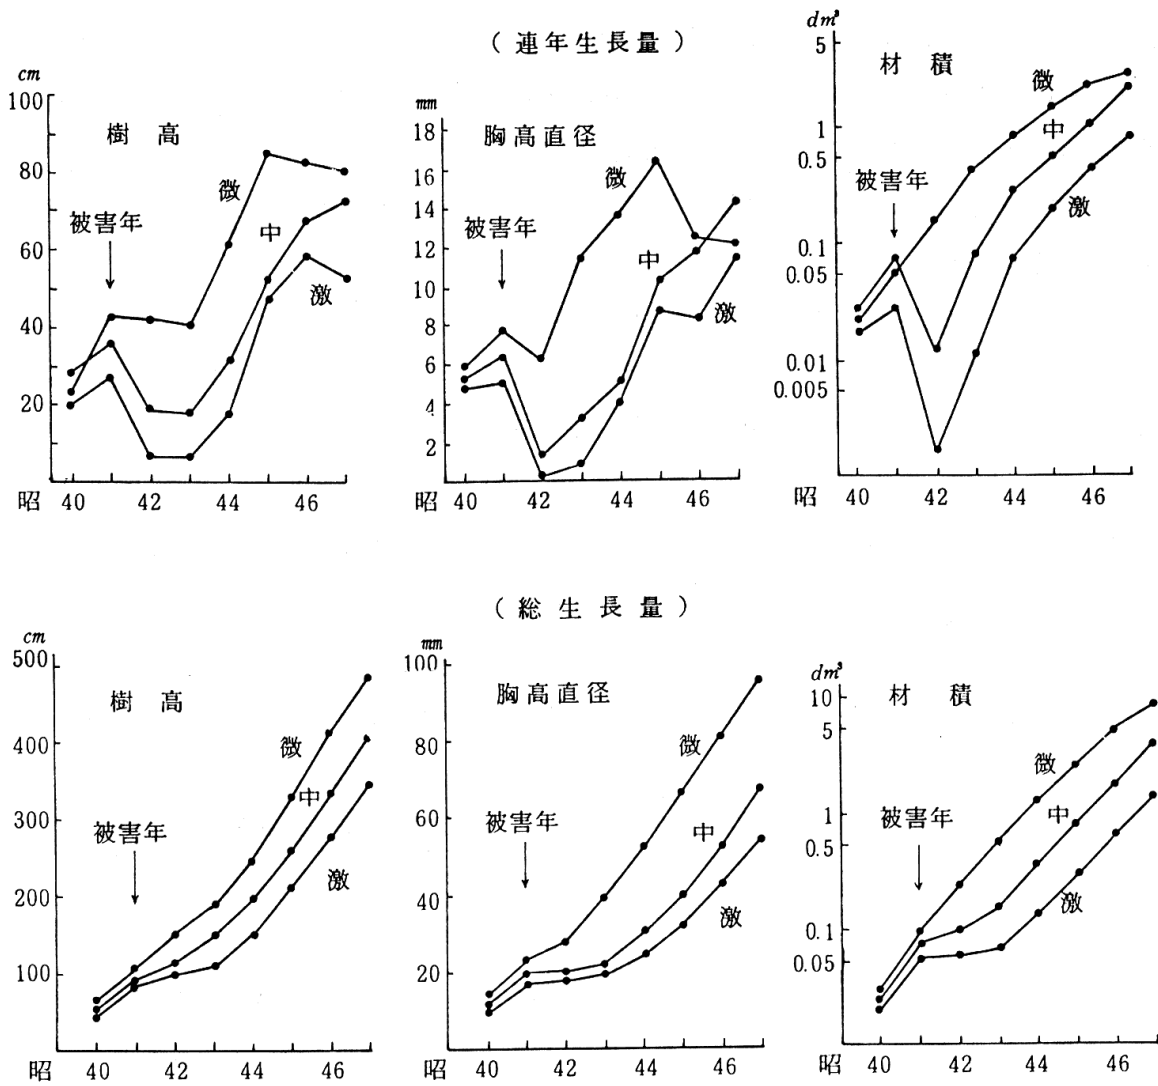 (連年生長量)
cm
100
80
60
40
20
樹高
被害年
微
中
激
昭 40 42 44 46
mm
18
16
14
12
10
8
6
4
2
胸高直径
被害年
微
中
激
昭 40 42 44 46
dm³
5
1
0.5
0.1
0.05
0.01
0.005
材積
被害年
微
中
激
昭 40 42 44 46
(総生長量)
cm
500
400
300
200
100
樹高
被害年
微
中
激
昭 40 42 44 46
mm
100
80
60
40
20
胸高直径
被害年
微
中
激
昭 40 42 44 46
dm³
10
5
1
0.5
0.1
0.05
材積
被害年
微
中
激
昭 40 42 44 46